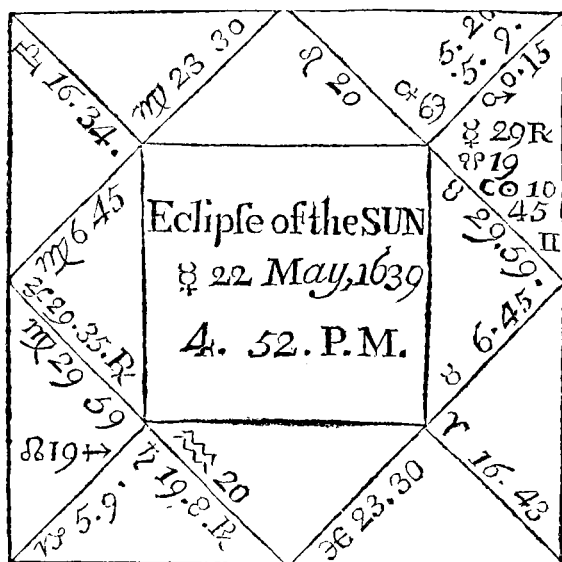 Eclipſe of the SUN
☿ 22 May, 1639
4. 52. P.M.
♍ 23 30
♎ 16. 34.
♏ 6 45
♃ 29. 35. ℞
♏ 29 59
☊ 19 ♐
♑ 5. 9.
♄ 19. 8. ℞
♒ 20
♓ 23. 30
♈ 16. 43
♉ 6. 45.
♉ 29. 59.
☾☉ 10
45
♊
☋ 19
☿ 29 ℞
♂ 0. 15
5. 9.
5. 20
♀ ♋
♌ 20